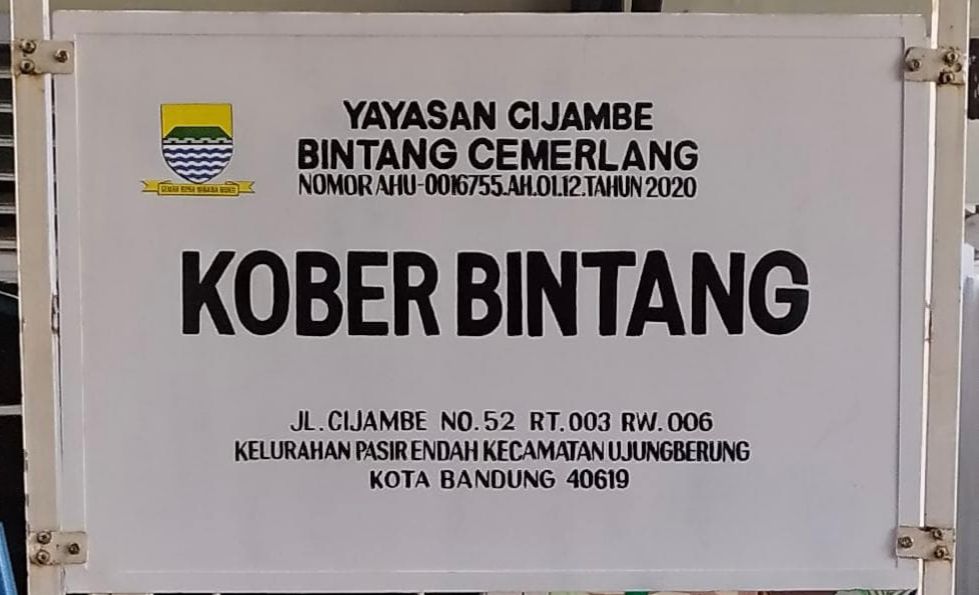 YAYASAN CIJAMBE
BINTANG CEMERLANG
NOMOR AHU-0016755.AH.01.12.TAHUN 2020
KOBER BINTANG
JL. CIJAMBE NO. 52 RT. 003 RW. 006
KELURAHAN PASIR ENDAH KECAMATAN UJUNGBERUNG
KOTA BANDUNG 40619